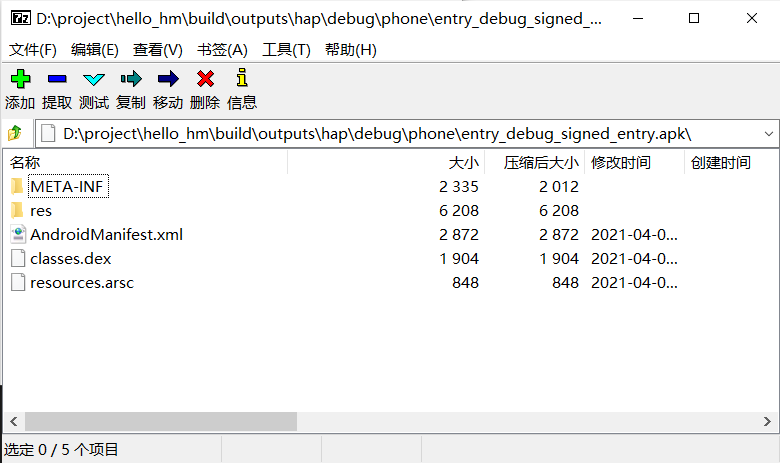 D:\project\hello_hm\build\outputs\hap\debug\phone\entry_debug_signed_...
文件(F) 编辑(E) 查看(V) 书签(A) 工具(T) 帮助(H)
添加 提取 测试 复制 移动 删除 信息
D:\project\hello_hm\build\outputs\hap\debug\phone\entry_debug_signed_entry.apk\
名称 大小 压缩后大小 修改时间 创建时间
META-INF 2 335 2 012
res 6 208 6 208
AndroidManifest.xml 2 872 2 872 2021-04-0...
classes.dex 1 904 1 904 2021-04-0...
resources.arsc 848 848 2021-04-0...
选定 0 / 5 个项目